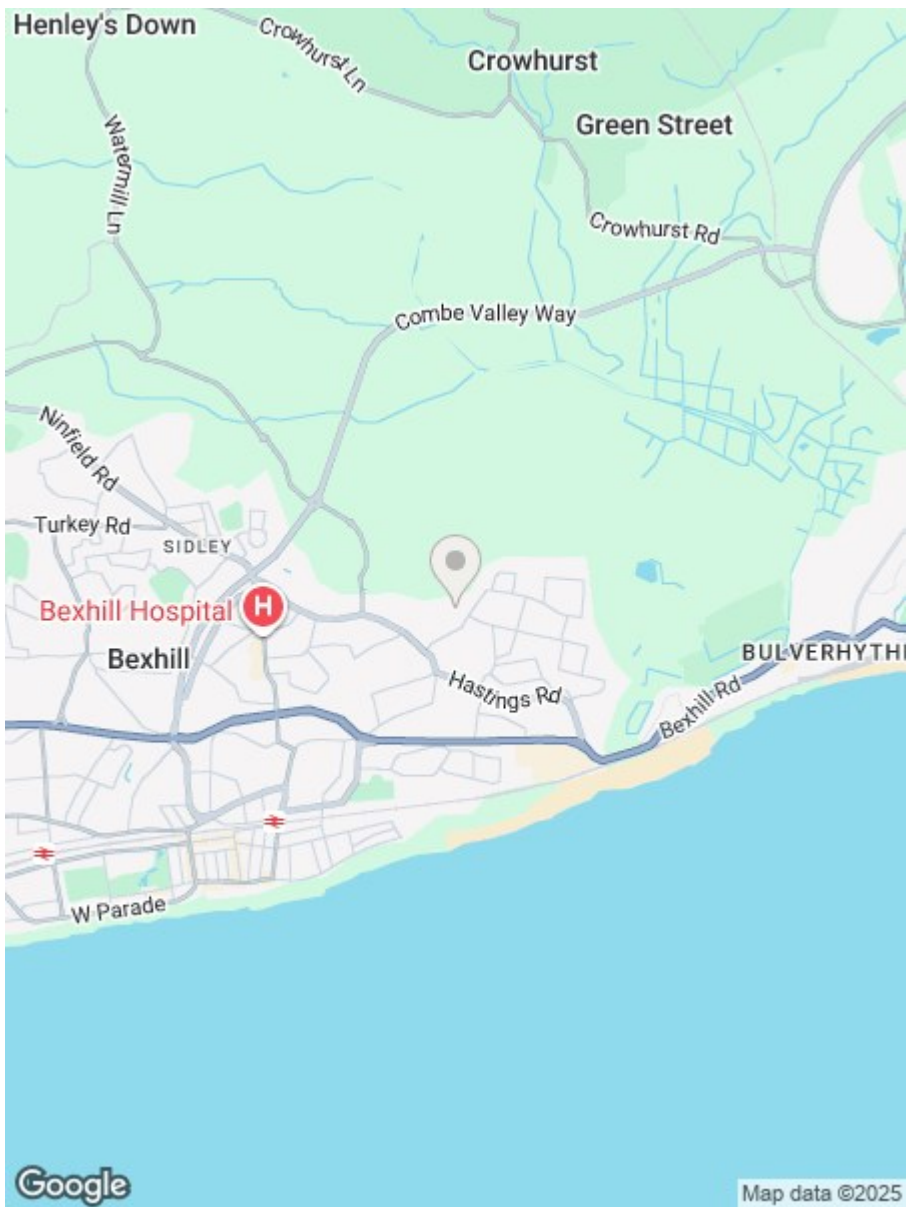 Henley's Down
Crowhurst Ln
Crowhurst
Green Street
Watermill Ln
Crowhurst Rd
Combe Valley Way
Ninfield Rd
Turkey Rd
SIDLEY
Bexhill Hospital
H
Bexhill
Hastings Rd
BULVERHYTHE
Bexhill Rd
W Parade
Google
Map data ©2025